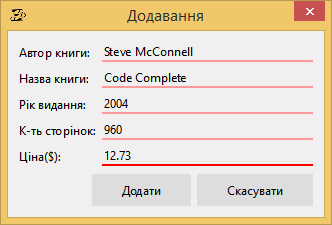 Додавання
Автор книги: Steve McConnell
Назва книги: Code Complete
Рік видання: 2004
К-ть сторінок: 960
Ціна($): 12.73
Додати Скасувати